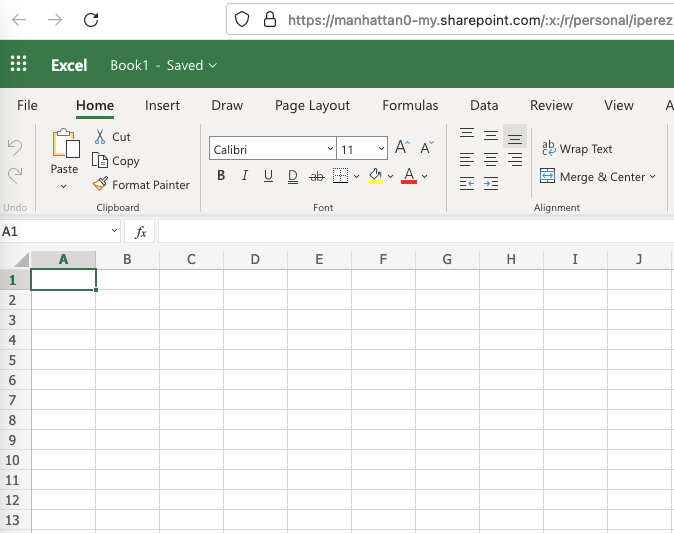 https://manhattan0-my.sharepoint.com/:x:/r/personal/iperez
Excel Book1 - Saved
File Home Insert Draw Page Layout Formulas Data Review View A
Paste
Cut
Copy
Format Painter
Calibri 11 A A
B I U D ab A
ab Wrap Text
Merge & Center
Undo Clipboard Font Alignment
A1 fx
A B C D E F G H I J
1
2
3
4
5
6
7
8
9
10
11
12
13